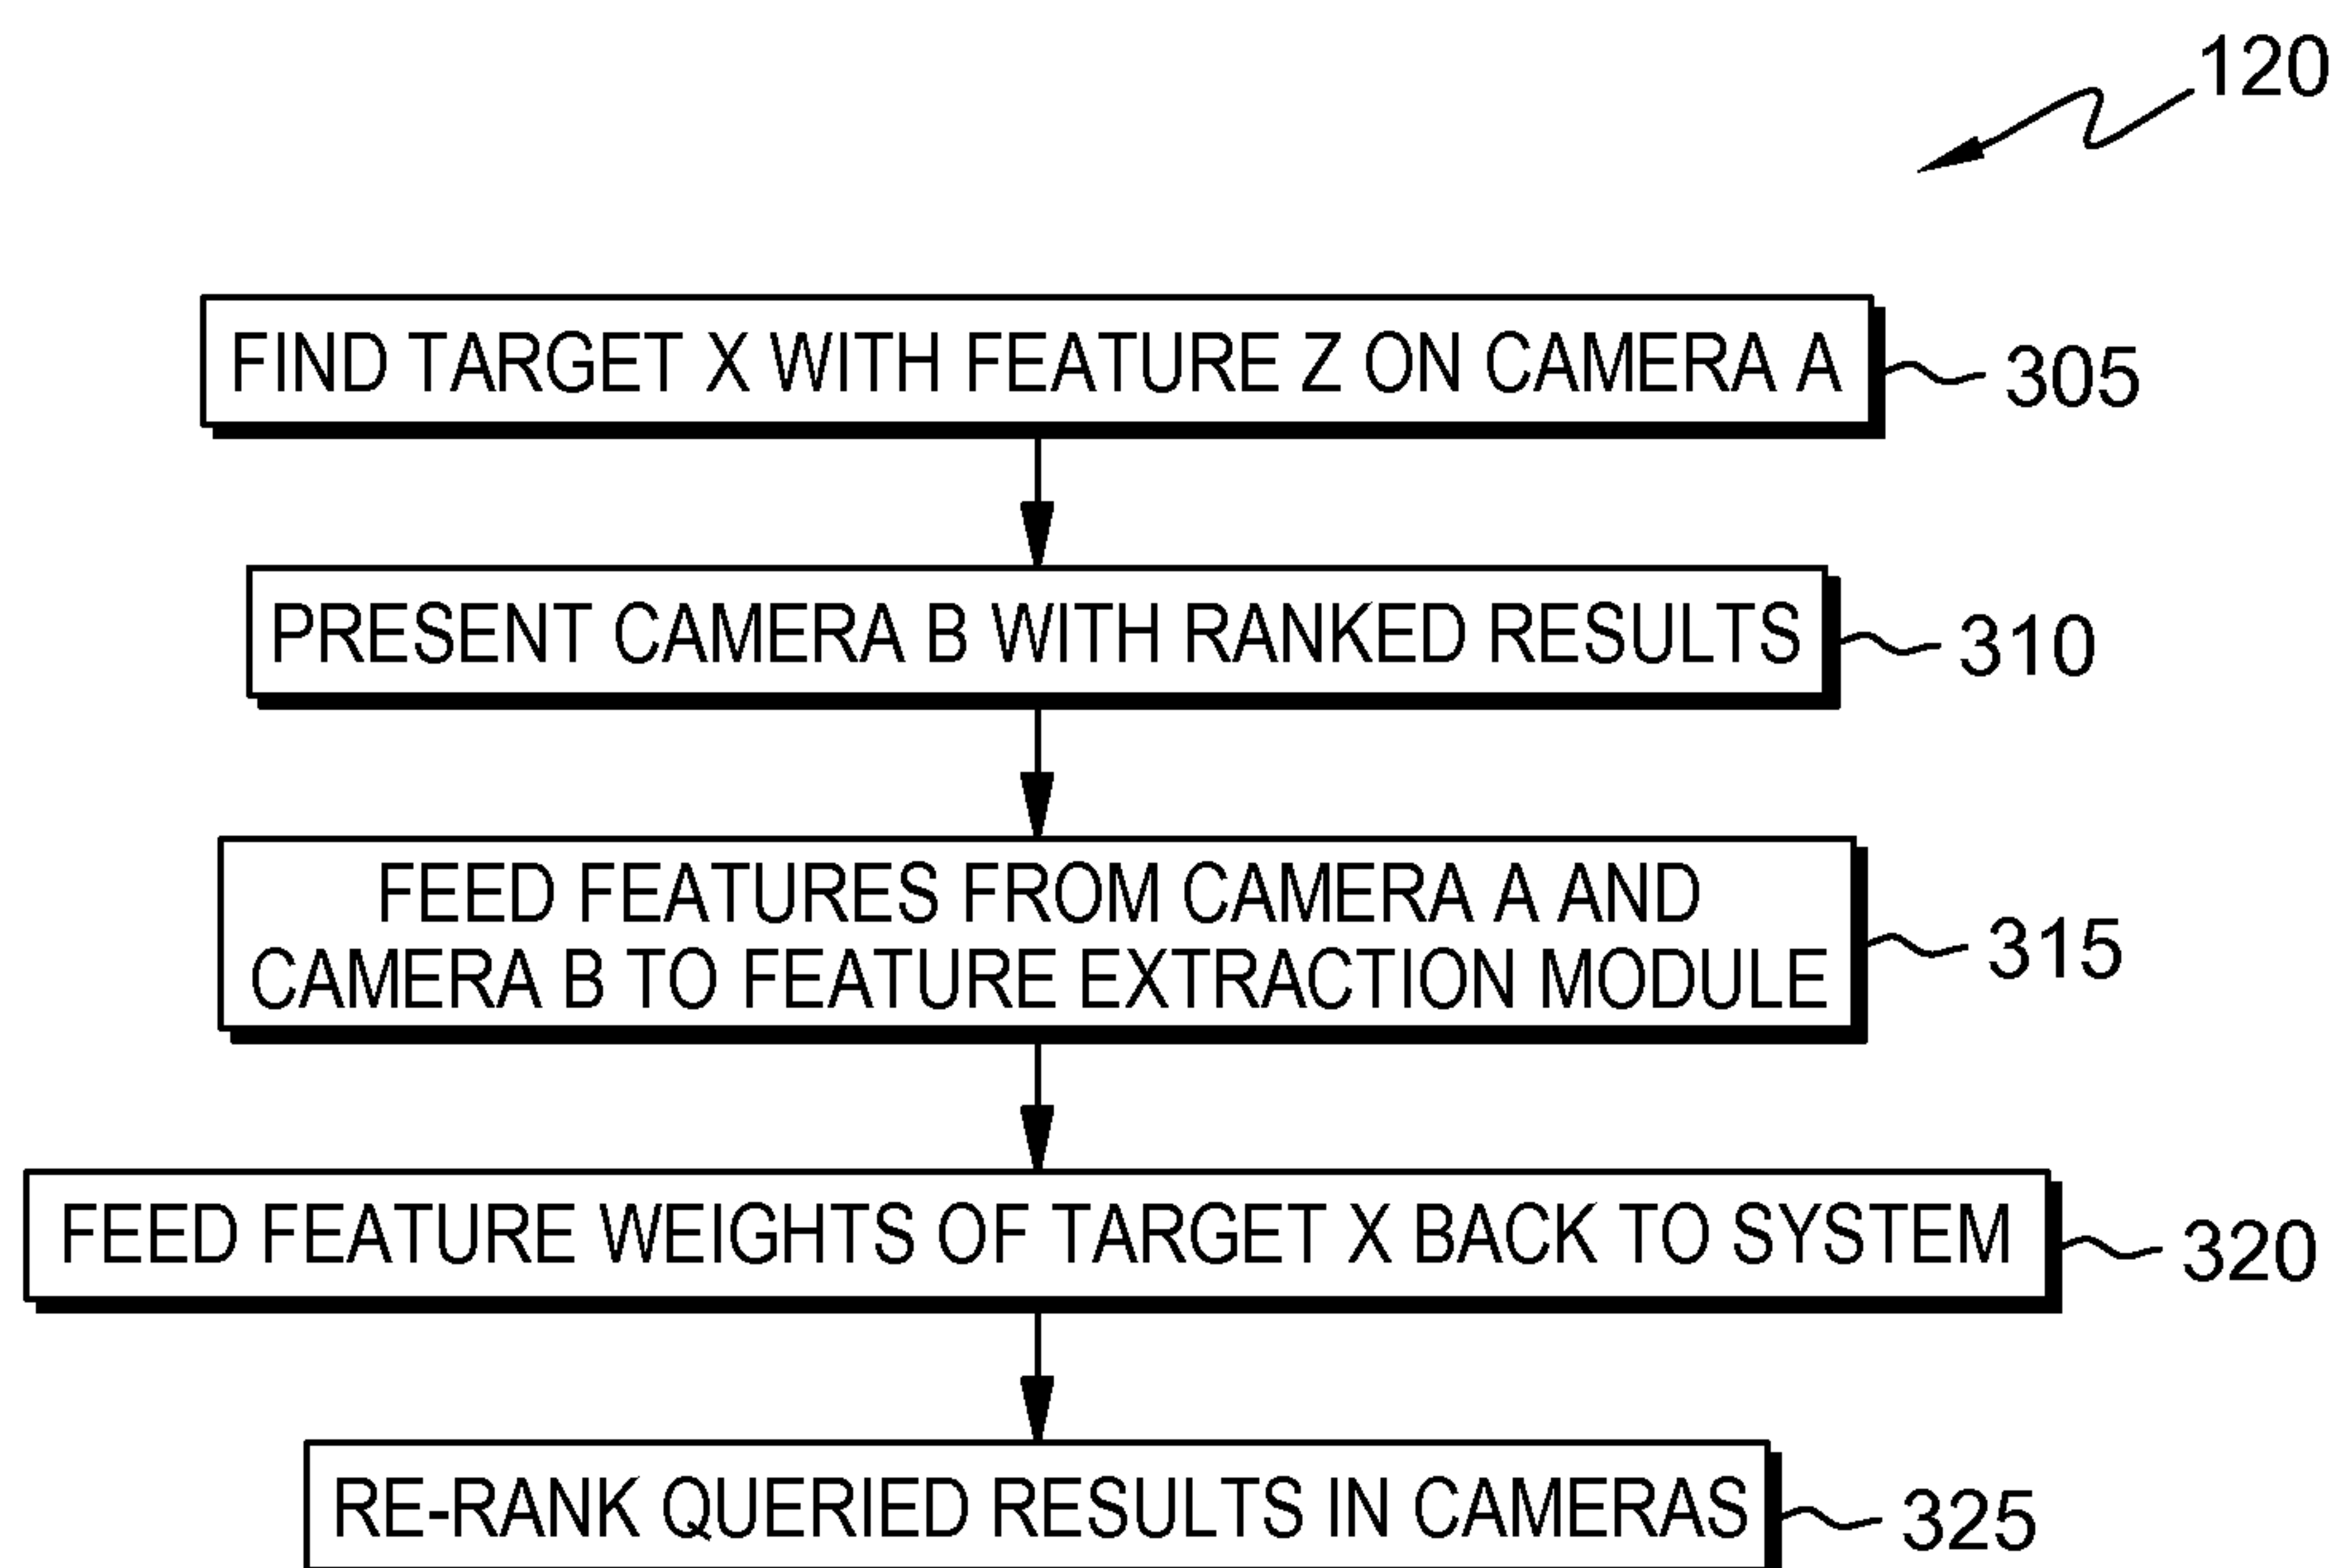 120
FIND TARGET X WITH FEATURE Z ON CAMERA A
305
PRESENT CAMERA B WITH RANKED RESULTS
310
FEED FEATURES FROM CAMERA A AND
CAMERA B TO FEATURE EXTRACTION MODULE
315
FEED FEATURE WEIGHTS OF TARGET X BACK TO SYSTEM
320
RE-RANK QUERIED RESULTS IN CAMERAS
325